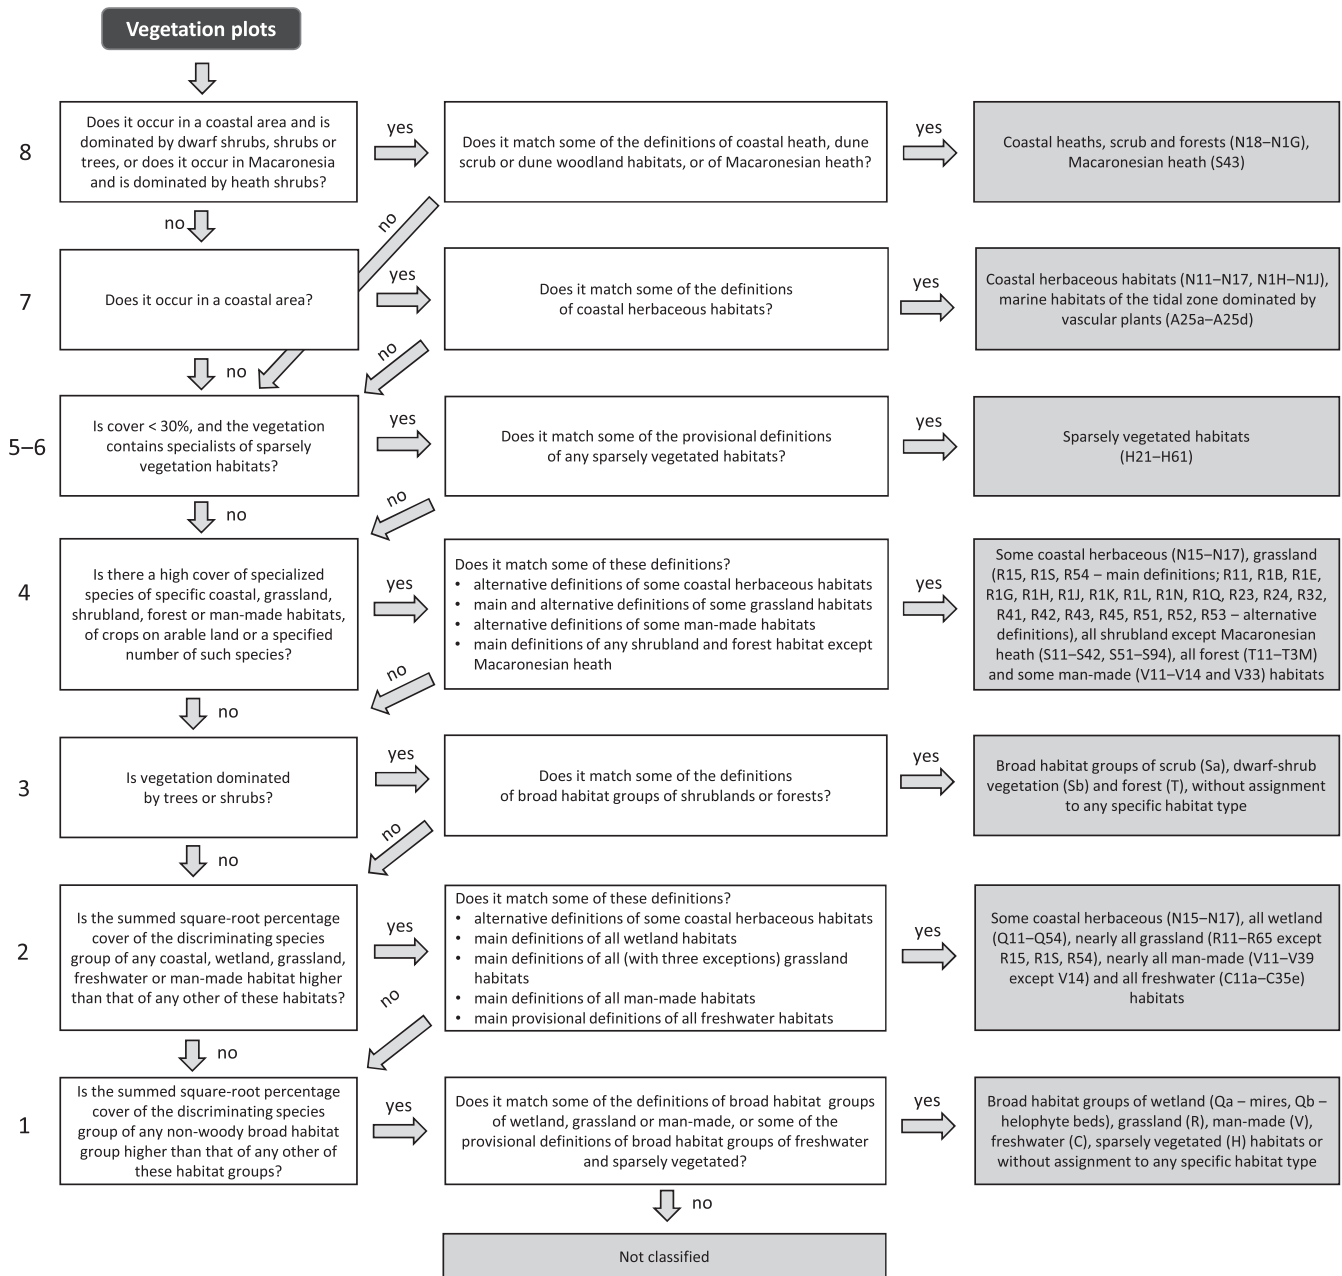 Vegetation plots
8
Does it occur in a coastal area and is
dominated by dwarf shrubs, shrubs or
trees, or does it occur in Macaronesia
and is dominated by heath shrubs?
yes
Does it match some of the definitions of coastal heath, dune
scrub or dune woodland habitats, or of Macaronesian heath?
yes
Coastal heaths, scrub and forests (N18–N1G),
Macaronesian heath (S43)
no
no
7
Does it occur in a coastal area?
yes
Does it match some of the definitions
of coastal herbaceous habitats?
yes
Coastal herbaceous habitats (N11–N17, N1H–N1J),
marine habitats of the tidal zone dominated by
vascular plants (A25a–A25d)
no
no
5–6
Is cover < 30%, and the vegetation
contains specialists of sparsely
vegetation habitats?
yes
Does it match some of the provisional definitions
of any sparsely vegetated habitats?
yes
Sparsely vegetated habitats
(H21–H61)
no
no
4
Is there a high cover of specialized
species of specific coastal, grassland,
shrubland, forest or man-made habitats,
of crops on arable land or a specified
number of such species?
yes
Does it match some of these definitions?
• alternative definitions of some coastal herbaceous habitats
• main and alternative definitions of some grassland habitats
• alternative definitions of some man-made habitats
• main definitions of any shrubland and forest habitat except
Macaronesian heath
yes
Some coastal herbaceous (N15–N17), grassland
(R15, R1S, R54 – main definitions; R11, R1B, R1E,
R1G, R1H, R1J, R1K, R1L, R1N, R1Q, R23, R24, R32,
R41, R42, R43, R45, R51, R52, R53 – alternative
definitions), all shrubland except Macaronesian
heath (S11–S42, S51–S94), all forest (T11–T3M)
and some man-made (V11–V14 and V33) habitats
no
no
3
Is vegetation dominated
by trees or shrubs?
yes
Does it match some of the definitions
of broad habitat groups of shrublands or forests?
yes
Broad habitat groups of scrub (Sa), dwarf-shrub
vegetation (Sb) and forest (T), without assignment
to any specific habitat type
no
no
2
Is the summed square-root percentage
cover of the discriminating species
group of any coastal, wetland, grassland,
freshwater or man-made habitat higher
than that of any other of these habitats?
yes
Does it match some of these definitions?
• alternative definitions of some coastal herbaceous habitats
• main definitions of all wetland habitats
• main definitions of all (with three exceptions) grassland
habitats
• main definitions of all man-made habitats
• main provisional definitions of all freshwater habitats
yes
Some coastal herbaceous (N15–N17), all wetland
(Q11–Q54), nearly all grassland (R11–R65 except
R15, R1S, R54), nearly all man-made (V11–V39
except V14) and all freshwater (C11a–C35e)
habitats
no
no
1
Is the summed square-root percentage
cover of the discriminating species
group of any non-woody broad habitat
group higher than that of any other of
these habitat groups?
yes
Does it match some of the definitions of broad habitat groups
of wetland, grassland or man-made, or some of the
provisional definitions of broad habitat groups of freshwater
and sparsely vegetated?
yes
Broad habitat groups of wetland (Qa – mires, Qb –
helophyte beds), grassland (R), man-made (V),
freshwater (C), sparsely vegetated (H) habitats or
without assignment to any specific habitat type
no
Not classified